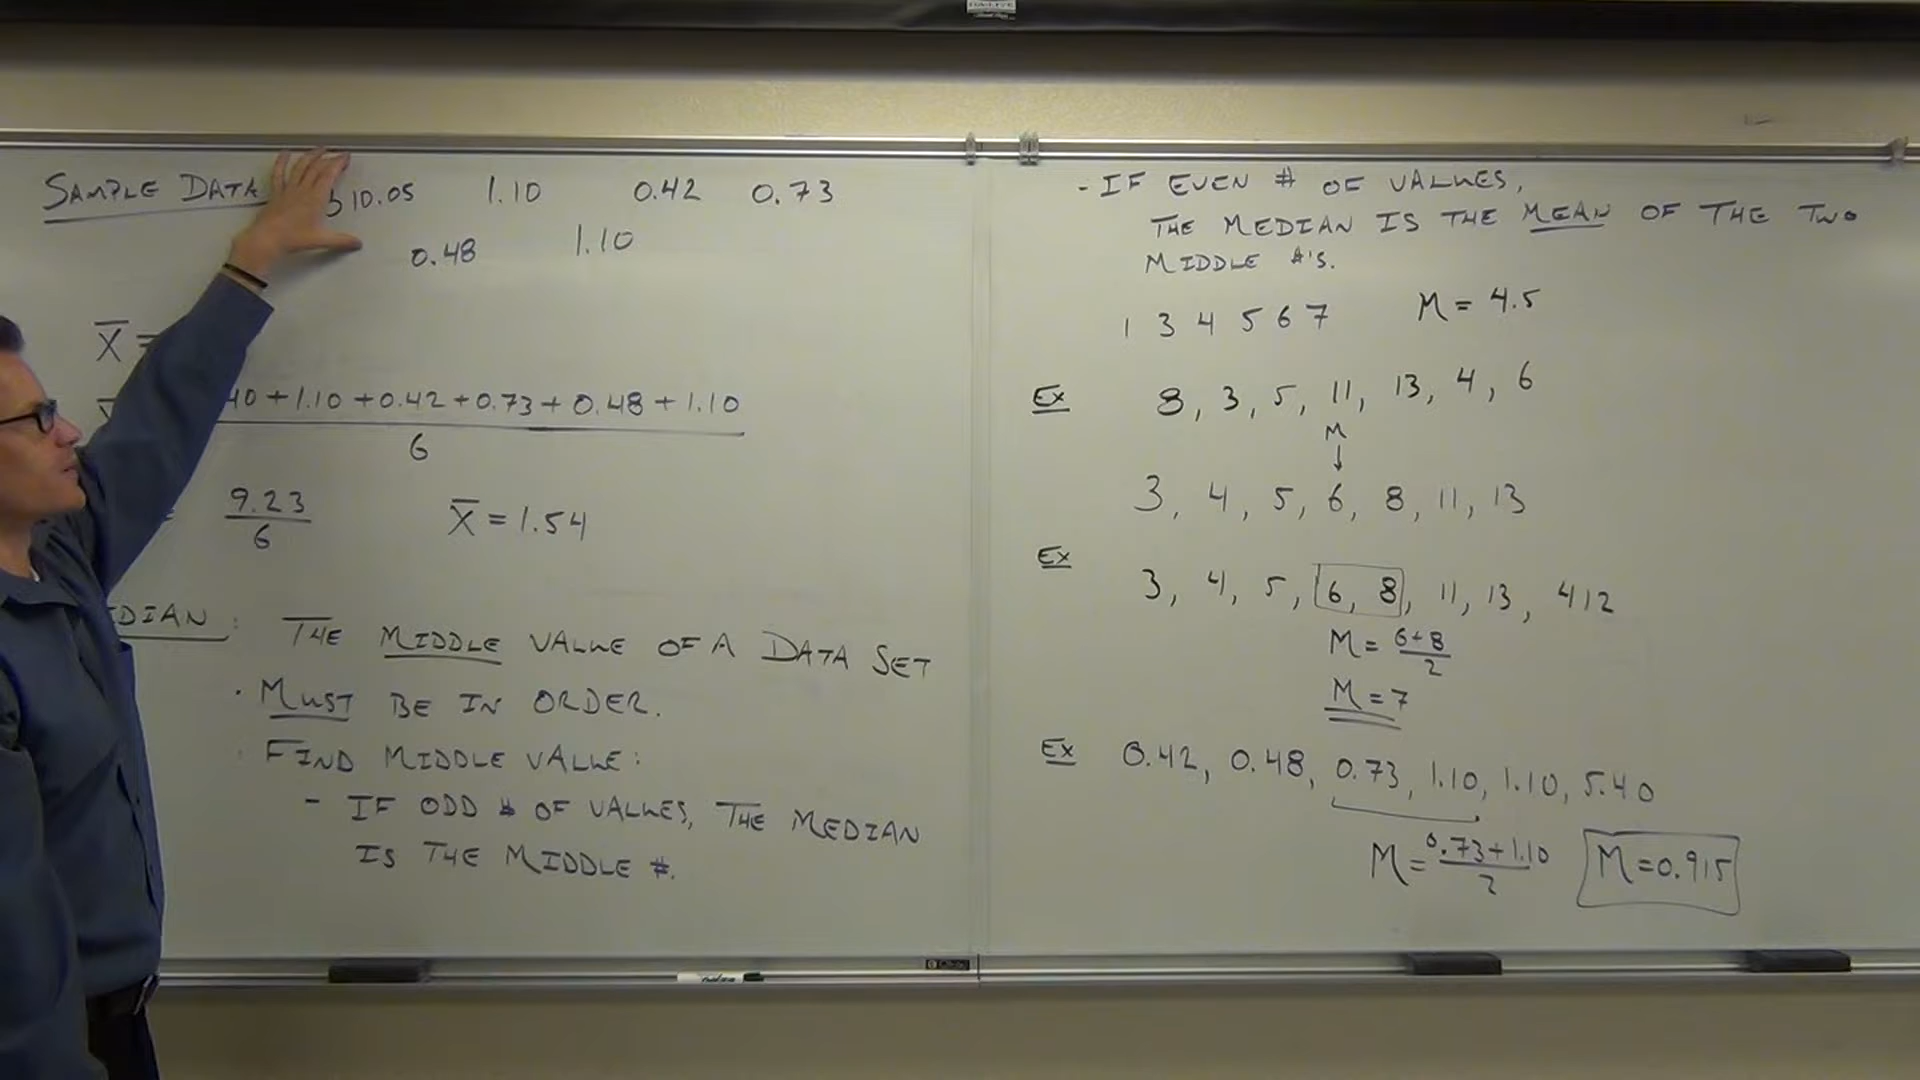 SAMPLE DATA $10.05 1.10 0.42 0.73
0.48 1.10
X̄ =
40 + 1.10 + 0.42 + 0.73 + 0.48 + 1.10
6
9.23
6
X̄ = 1.54
EDIAN: THE MIDDLE VALUE OF A DATA SET
· MUST BE IN ORDER.
· FIND MIDDLE VALUE:
- IF ODD # OF VALUES, THE MEDIAN
IS THE MIDDLE #.
- IF EVEN # OF VALUES,
THE MEDIAN IS THE MEAN OF THE TWO
MIDDLE #'S.
1 3 4 5 6 7 M = 4.5
Ex 8, 3, 5, 11, 13, 4, 6
M
↓
3, 4, 5, 6, 8, 11, 13
Ex
3, 4, 5, 6, 8, 11, 13, 412
M = 6+8
2
M = 7
Ex 0.42, 0.48, 0.73, 1.10, 1.10, 5.40
M = 0.73+1.10
2
M=0.915